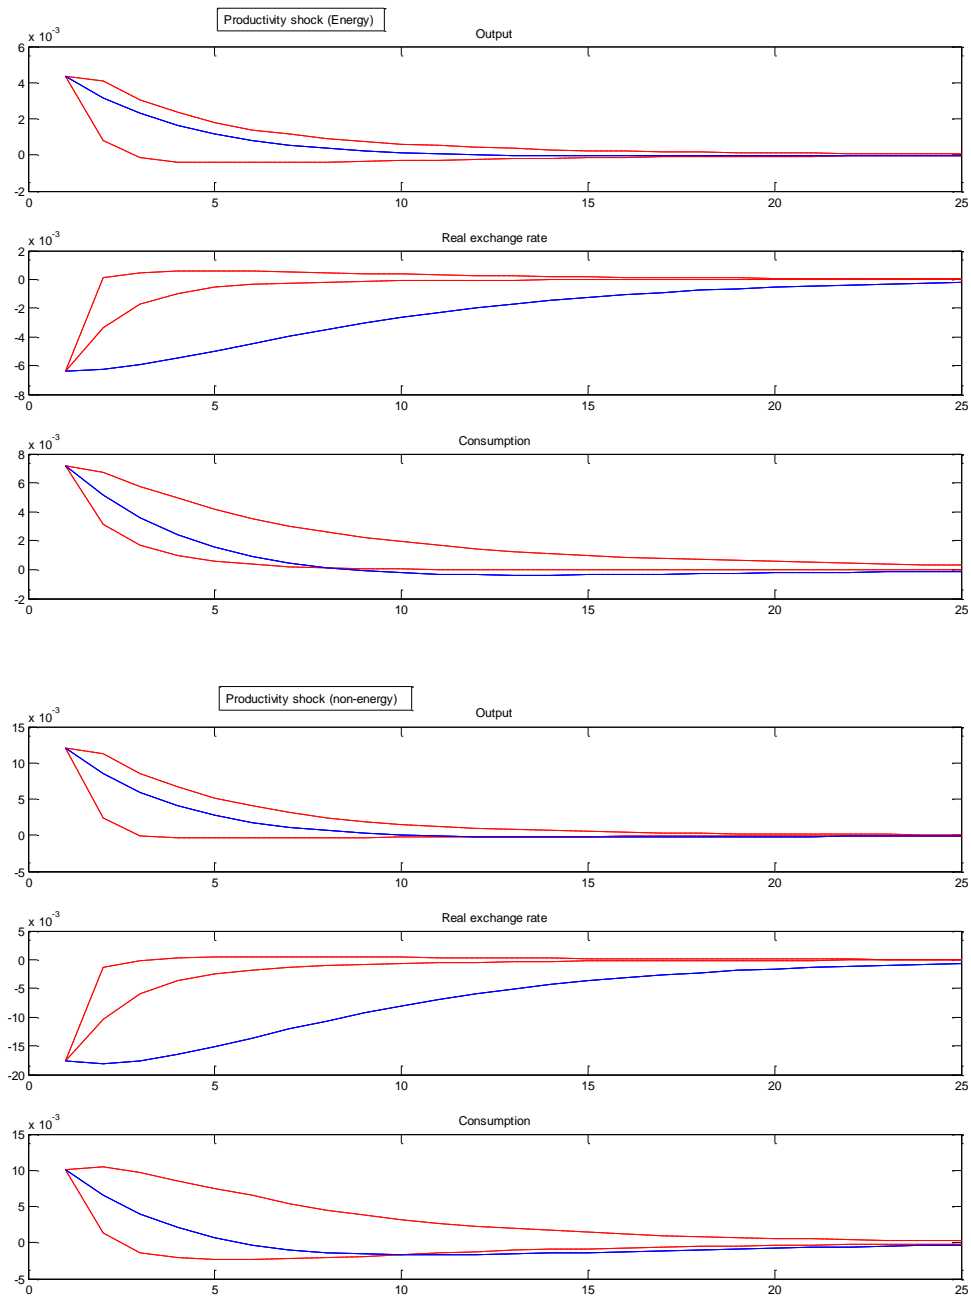 Productivity shock (Energy)
Output
x 10^-3
6
4
2
0
-2
0 5 10 15 20 25
Real exchange rate
x 10^-3
2
0
-2
-4
-6
-8
0 5 10 15 20 25
Consumption
x 10^-3
8
6
4
2
0
-2
0 5 10 15 20 25
Productivity shock (non-energy)
Output
x 10^-3
15
10
5
0
-5
0 5 10 15 20 25
Real exchange rate
x 10^-3
5
0
-5
-10
-15
-20
0 5 10 15 20 25
Consumption
x 10^-3
15
10
5
0
-5
0 5 10 15 20 25